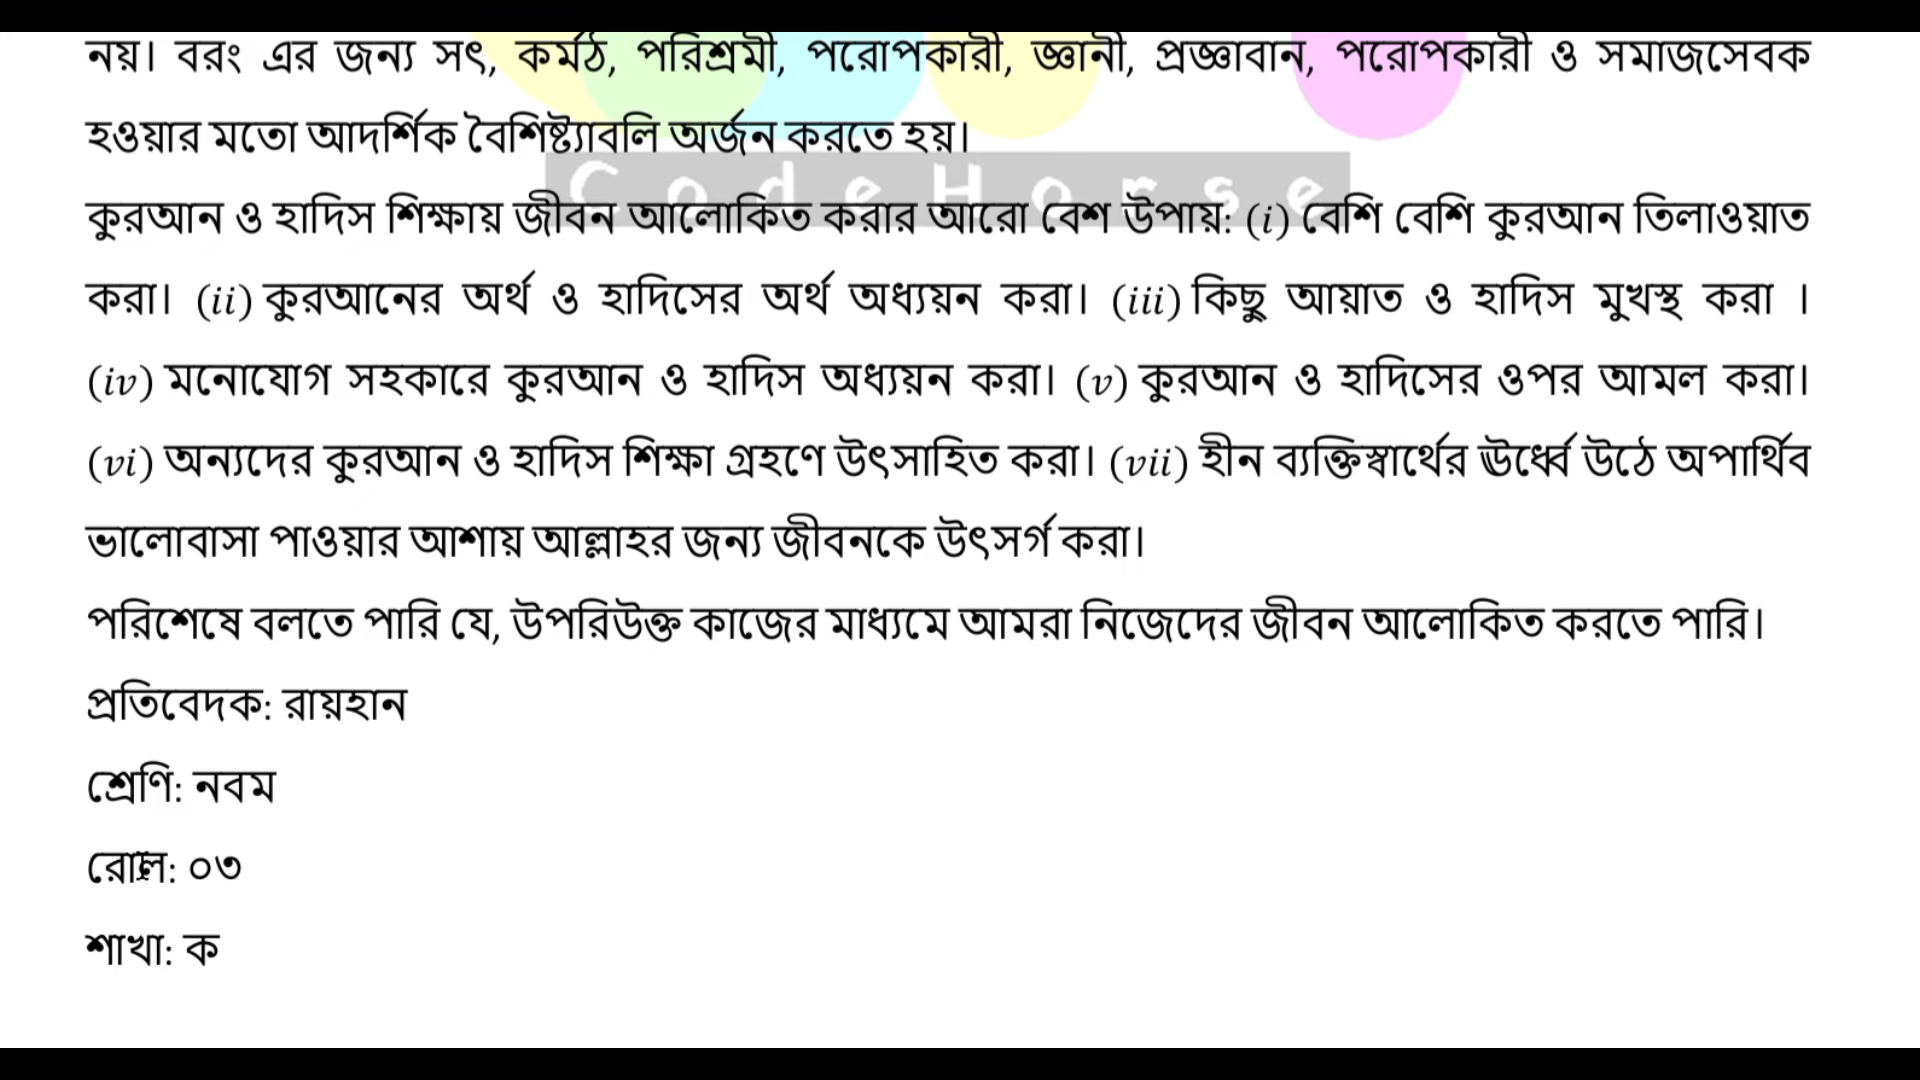 নয়। বরং এর জন্য সৎ, কর্মঠ, পরিশ্রমী, পরোপকারী, জ্ঞানী, প্রজ্ঞাবান, পরোপকারী ও সমাজসেবক
হওয়ার মতো আদর্শিক বৈশিষ্ট্যাবলি অর্জন করতে হয়।
CodeHorse
কুরআন ও হাদিস শিক্ষায় জীবন আলোকিত করার আরো বেশ উপায়: (i) বেশি বেশি কুরআন তিলাওয়াত
করা। (ii) কুরআনের অর্থ ও হাদিসের অর্থ অধ্যয়ন করা। (iii) কিছু আয়াত ও হাদিস মুখস্থ করা ।
(iv) মনোযোগ সহকারে কুরআন ও হাদিস অধ্যয়ন করা। (v) কুরআন ও হাদিসের ওপর আমল করা।
(vi) অন্যদের কুরআন ও হাদিস শিক্ষা গ্রহণে উৎসাহিত করা। (vii) হীন ব্যক্তিস্বার্থের ঊর্ধ্বে উঠে অপার্থিব
ভালোবাসা পাওয়ার আশায় আল্লাহর জন্য জীবনকে উৎসর্গ করা।
পরিশেষে বলতে পারি যে, উপরিউক্ত কাজের মাধ্যমে আমরা নিজেদের জীবন আলোকিত করতে পারি।
প্রতিবেদক: রায়হান
শ্রেণি: নবম
রোল: ০৩
শাখা: ক